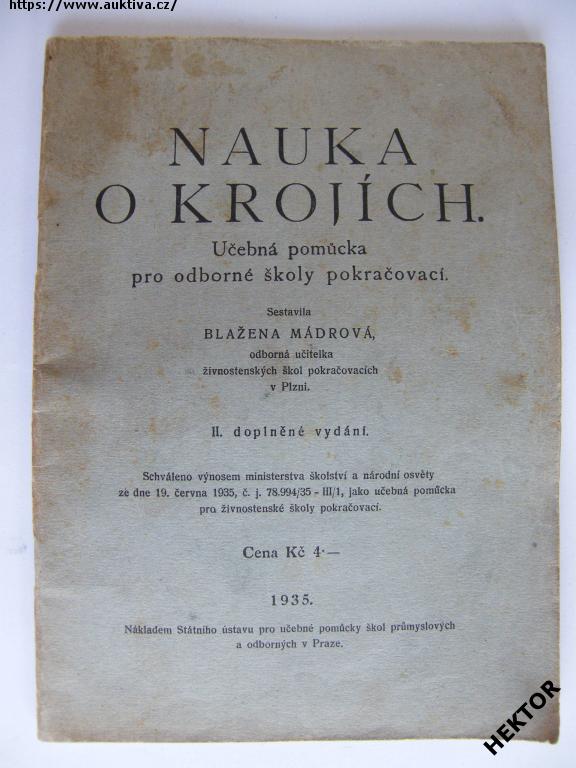 https://www.auktiva.cz/
NAUKA
O KROJÍCH.
Učebná pomůcka
pro odborné školy pokračovací.
Sestavila
BLAŽENA MÁDROVÁ,
odborná učitelka
živnostenských škol pokračovacích
v Plzni.
II. doplněné vydání.
Schváleno výnosem ministerstva školství a národní osvěty
ze dne 19. června 1935, č. j. 78.994/35 - III/1, jako učebná pomůcka
pro živnostenské školy pokračovací.
Cena Kč 4·—
1935.
Nákladem Státního ústavu pro učebné pomůcky škol průmyslových
a odborných v Praze.
HEKTOR